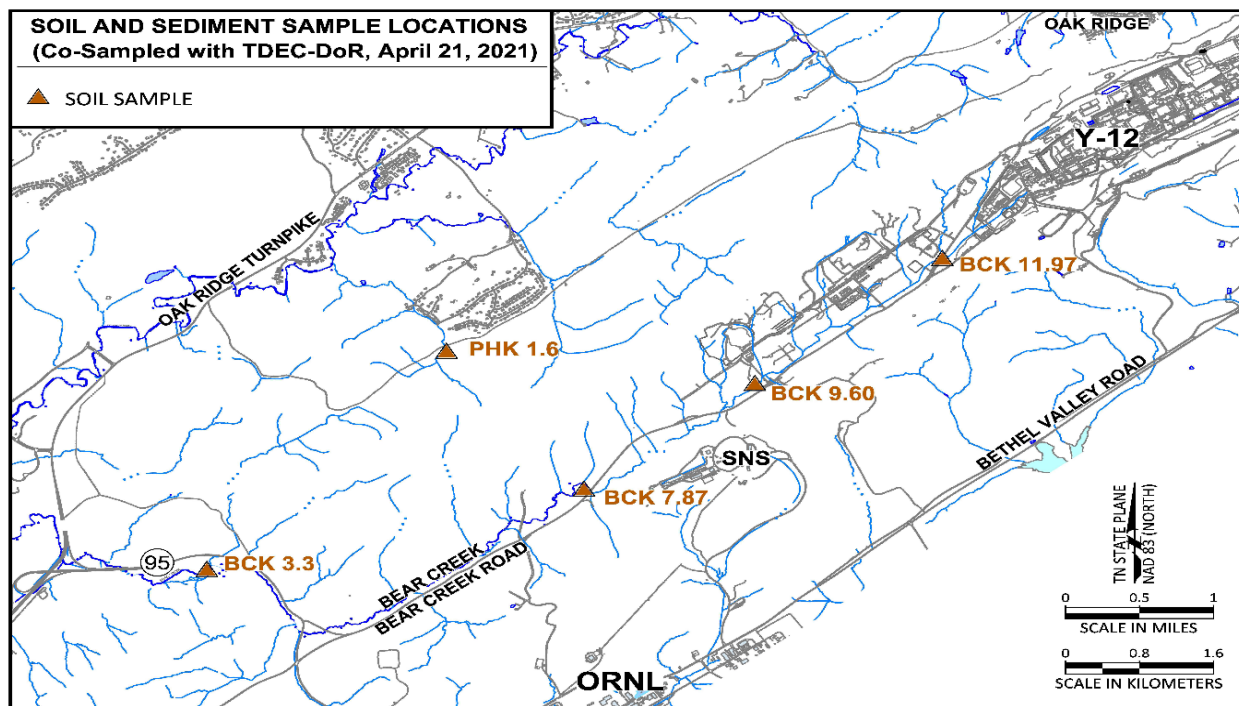 SOIL AND SEDIMENT SAMPLE LOCATIONS
(Co-Sampled with TDEC-DoR, April 21, 2021)
SOIL SAMPLE
OAK RIDGE
Y-12
OAK RIDGE TURNPIKE
BCK 11.97
PHK 1.6
BCK 9.60
BETHEL VALLEY ROAD
SNS
BCK 7.87
95
BCK 3.3
BEAR CREEK
BEAR CREEK ROAD
ORNL
TN STATE PLANE
NAD 83 (NORTH)
0 0.5 1
SCALE IN MILES
0 0.8 1.6
SCALE IN KILOMETERS